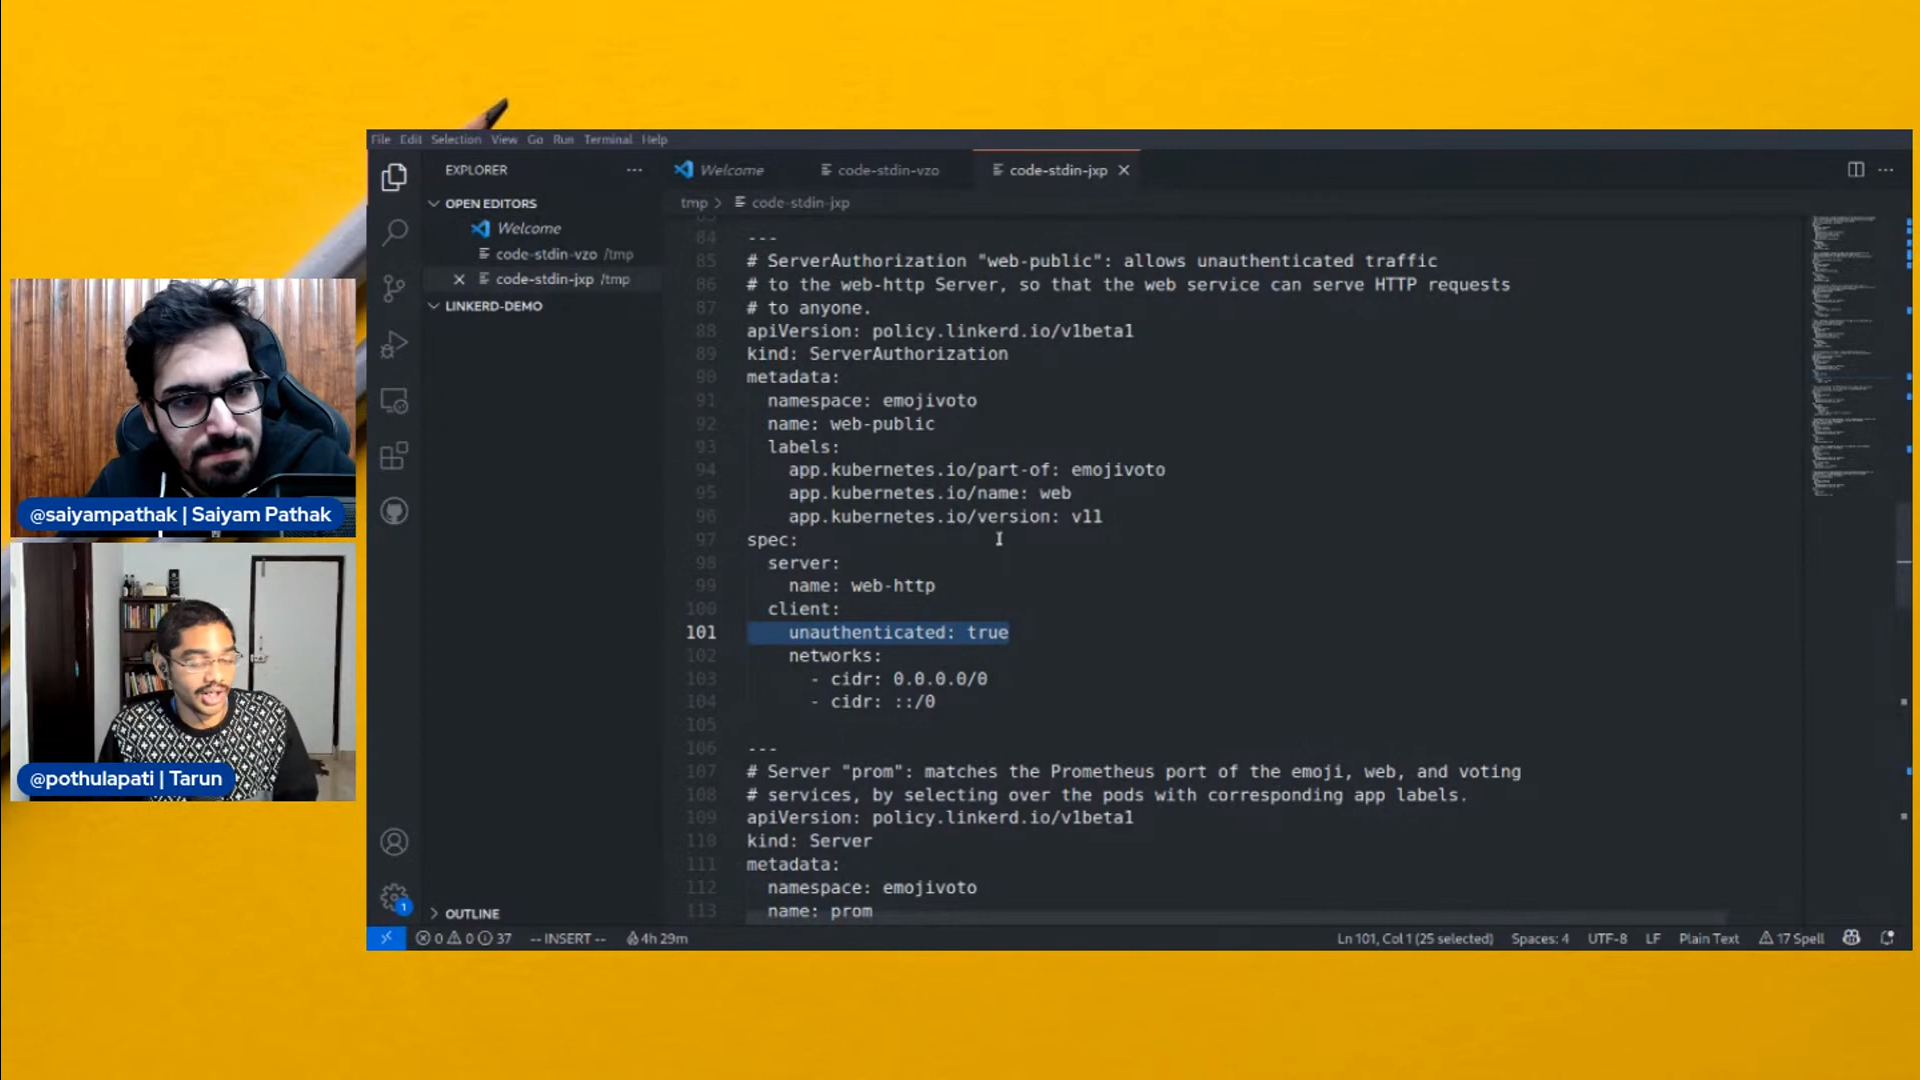 File Edit Selection View Go Run Terminal Help
EXPLORER
OPEN EDITORS
Welcome
code-stdin-vzo /tmp
code-stdin-jxp /tmp
LINKERD-DEMO
OUTLINE
Welcome
code-stdin-vzo
code-stdin-jxp
tmp > code-stdin-jxp
84 ---
85 # ServerAuthorization "web-public": allows unauthenticated traffic
86 # to the web-http Server, so that the web service can serve HTTP requests
87 # to anyone.
88 apiVersion: policy.linkerd.io/v1beta1
89 kind: ServerAuthorization
90 metadata:
91 namespace: emojivoto
92 name: web-public
93 labels:
94 app.kubernetes.io/part-of: emojivoto
95 app.kubernetes.io/name: web
96 app.kubernetes.io/version: v11
97 spec:
98 server:
99 name: web-http
100 client:
101 unauthenticated: true
102 networks:
103 - cidr: 0.0.0.0/0
104 - cidr: ::/0
105
106 ---
107 # Server "prom": matches the Prometheus port of the emoji, web, and voting
108 # services, by selecting over the pods with corresponding app labels.
109 apiVersion: policy.linkerd.io/v1beta1
110 kind: Server
111 metadata:
112 namespace: emojivoto
113 name: prom
1
0 0 37 -- INSERT -- 4h 29m
Ln 101, Col 1 (25 selected) Spaces: 4 UTF-8 LF Plain Text 17 Spell
@saiyampathak | Saiyam Pathak
@pothulapati | Tarun